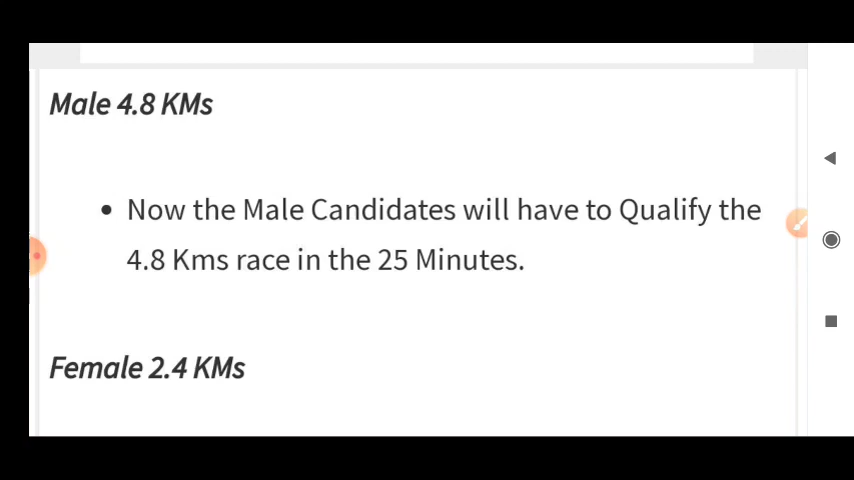 Male 4.8 KMs
Now the Male Candidates will have to Qualify the
4.8 Kms race in the 25 Minutes.
Female 2.4 KMs